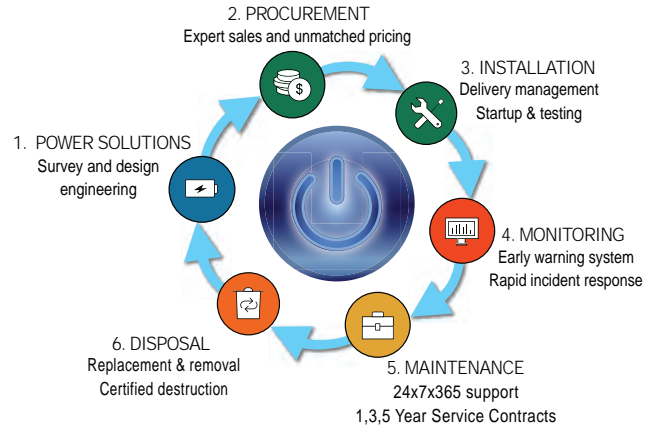 1. POWER SOLUTIONS
Survey and design
engineering
2. PROCUREMENT
Expert sales and unmatched pricing
$
3. INSTALLATION
Delivery management
Startup & testing
4. MONITORING
Early warning system
Rapid incident response
5. MAINTENANCE
24x7x365 support
1,3,5 Year Service Contracts
6. DISPOSAL
Replacement & removal
Certified destruction